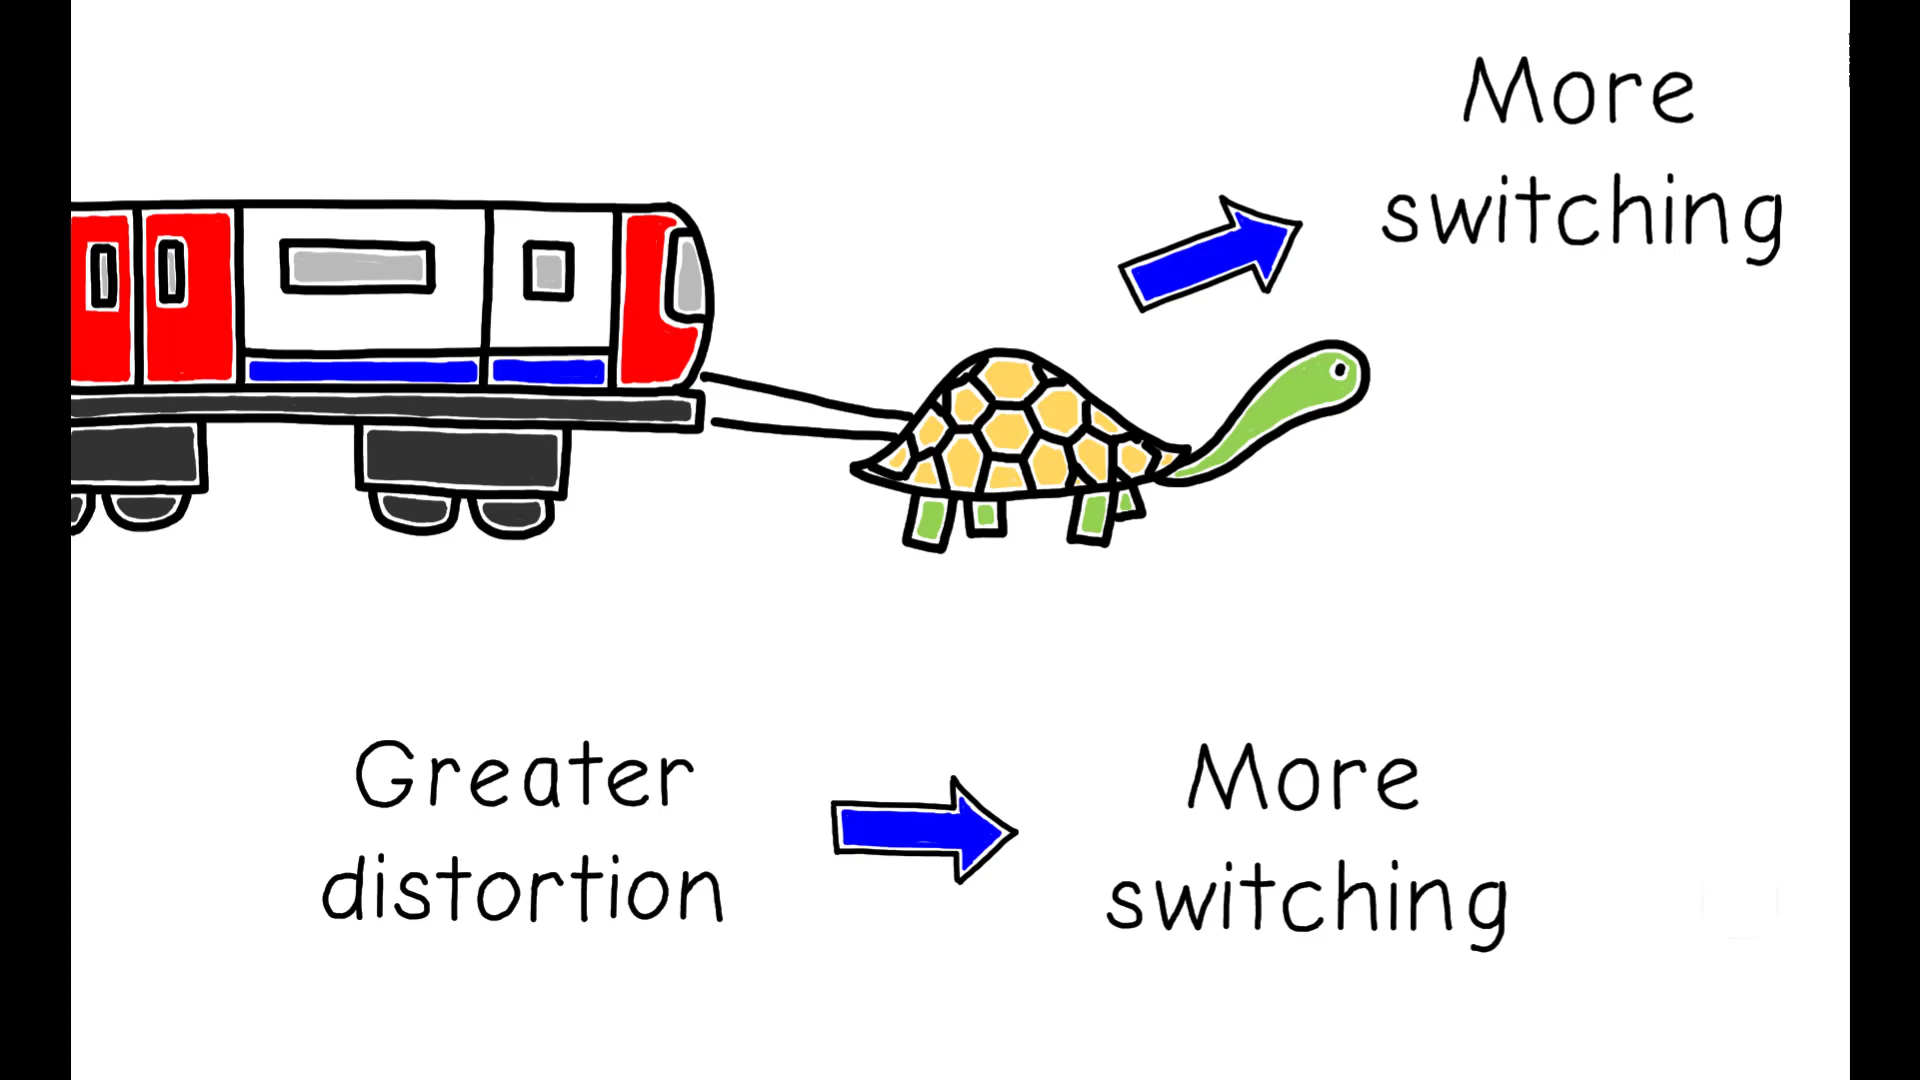 More
switching
Greater
distortion
More
switching